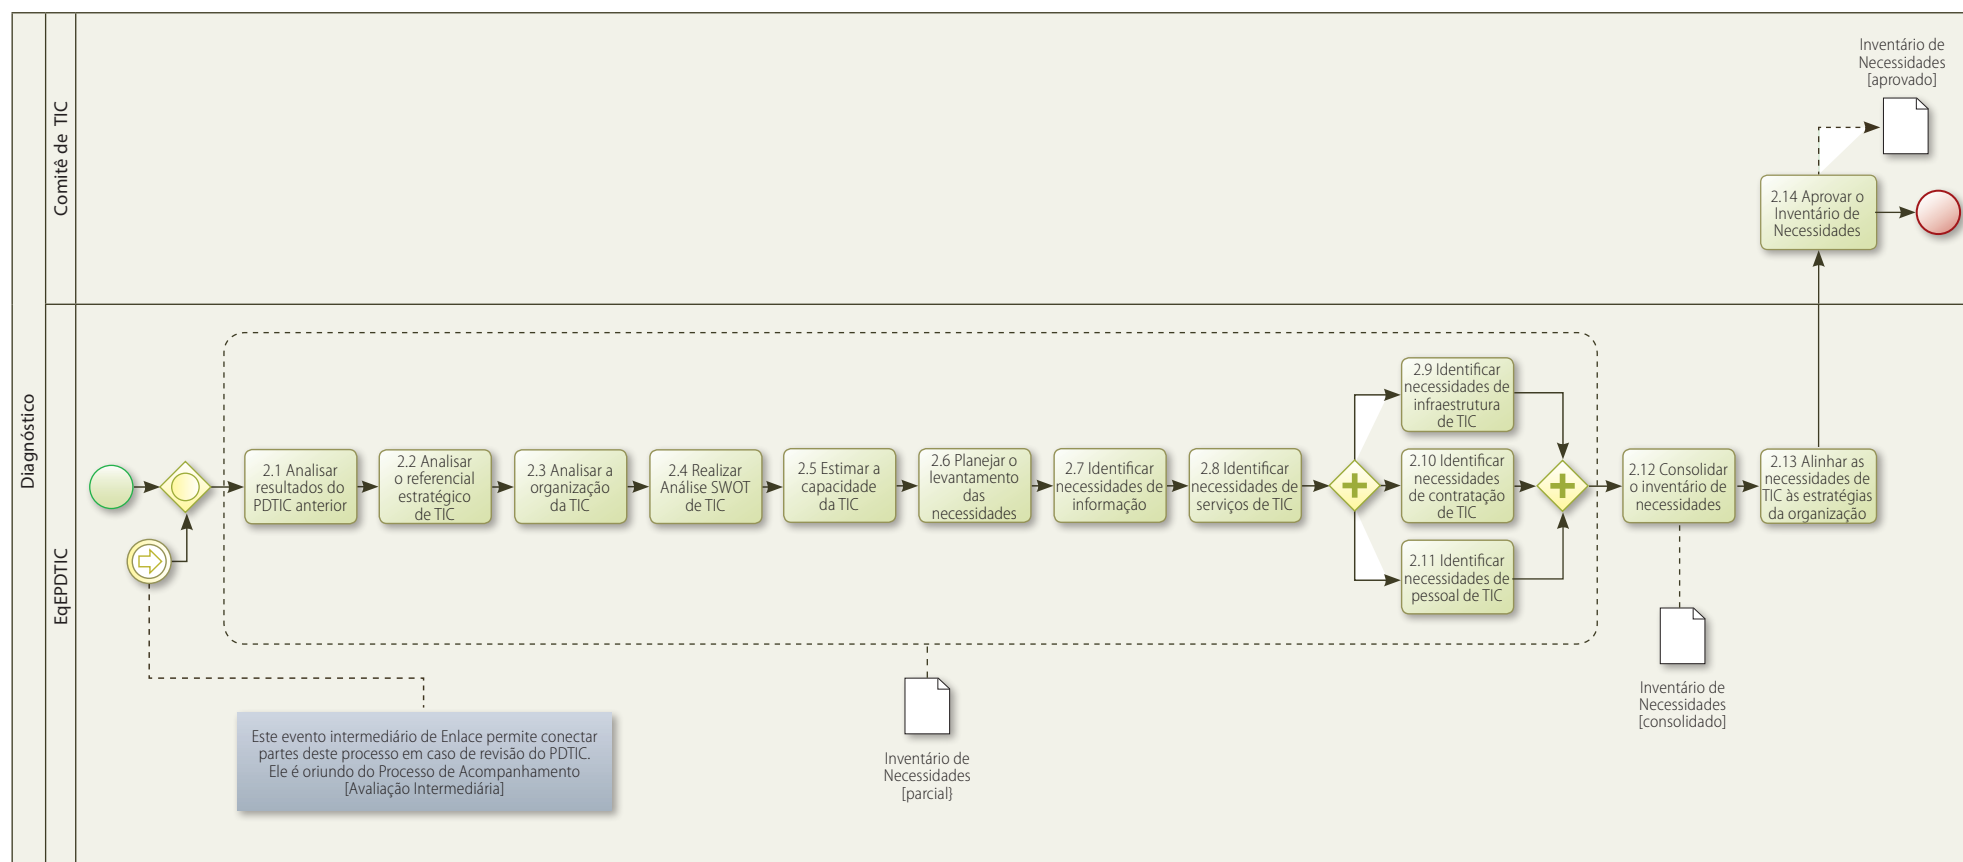 Diagnóstico
Comitê de TIC
Inventário de
Necessidades
[aprovado]
2.14 Aprovar o
Inventário de
Necessidades
EqEPDTIC
2.1 Analisar
resultados do
PDTIC anterior
2.2 Analisar
o referencial
estratégico
de TIC
2.3 Analisar a
organização
da TIC
2.4 Realizar
Análise SWOT
de TIC
2.5 Estimar a
capacidade
da TIC
2.6 Planejar o
levantamento
das
necessidades
2.7 Identificar
necessidades de
informação
2.8 Identificar
necessidades de
serviços de TIC
2.9 Identificar
necessidades de
infraestrutura
de TIC
2.10 Identificar
necessidades
de contratação
de TIC
2.11 Identificar
necessidades de
pessoal de TIC
2.12 Consolidar
o inventário de
necessidades
2.13 Alinhar as
necessidades de
TIC às estratégias
da organização
Este evento intermediário de Enlace permite conectar
partes deste processo em caso de revisão do PDTIC.
Ele é oriundo do Processo de Acompanhamento
[Avaliação Intermediária]
Inventário de
Necessidades
[parcial}
Inventário de
Necessidades
[consolidado]